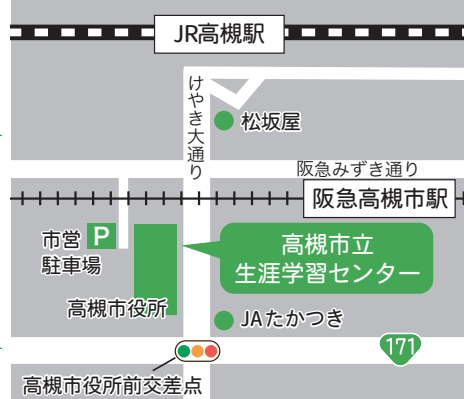 JR高槻駅
けやき大通り
松坂屋
阪急みずき通り
阪急高槻市駅
市営
駐車場
P
高槻市立
生涯学習センター
高槻市役所
JAたかつき
171
高槻市役所前交差点